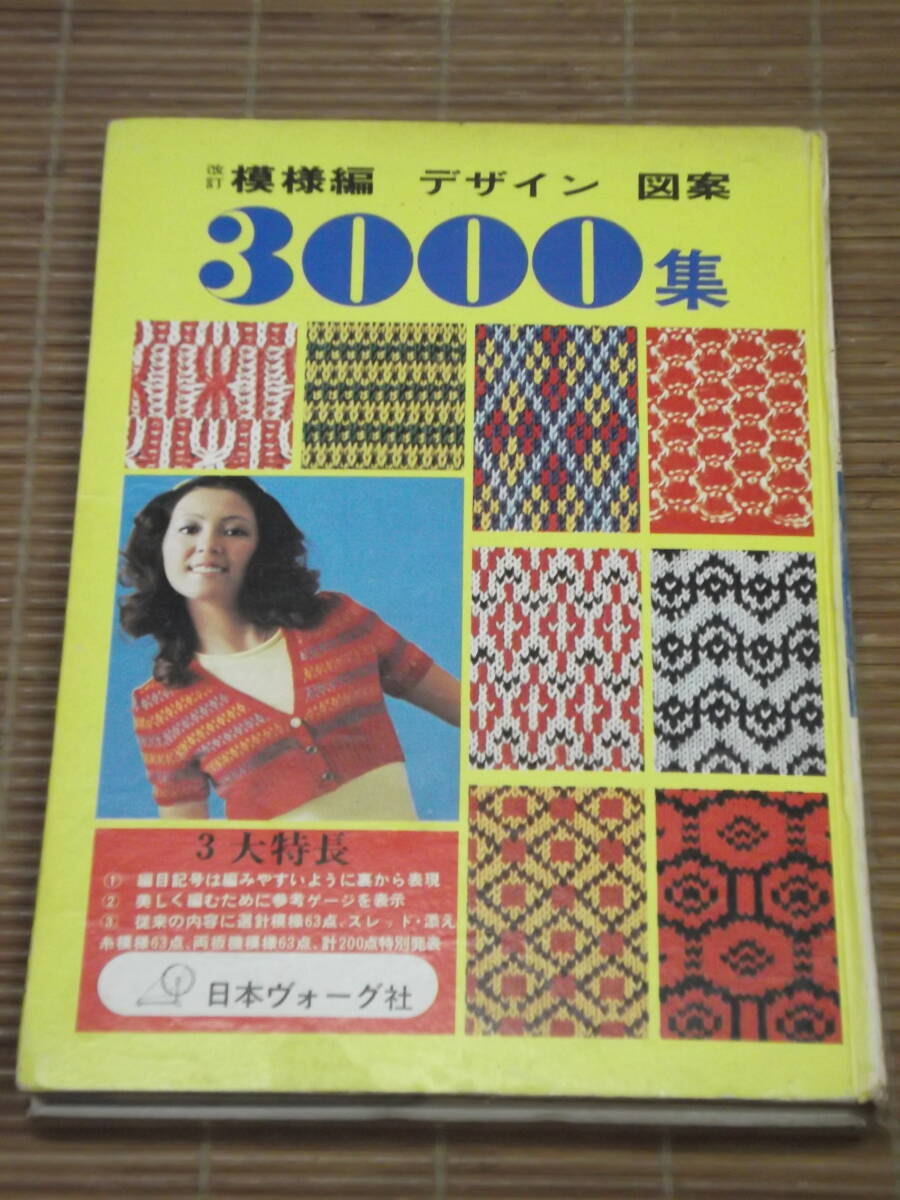 改訂 模様編 デザイン 図案
3000集
3大特長
① 編目記号は編みやすいように裏から表現
② 美しく編むために参考ゲージを表示
③ 従来の内容に選針模様63点、スレッド・添え
糸模様63点、両板機模様63点、計200点特別発表
日本ヴォーグ社